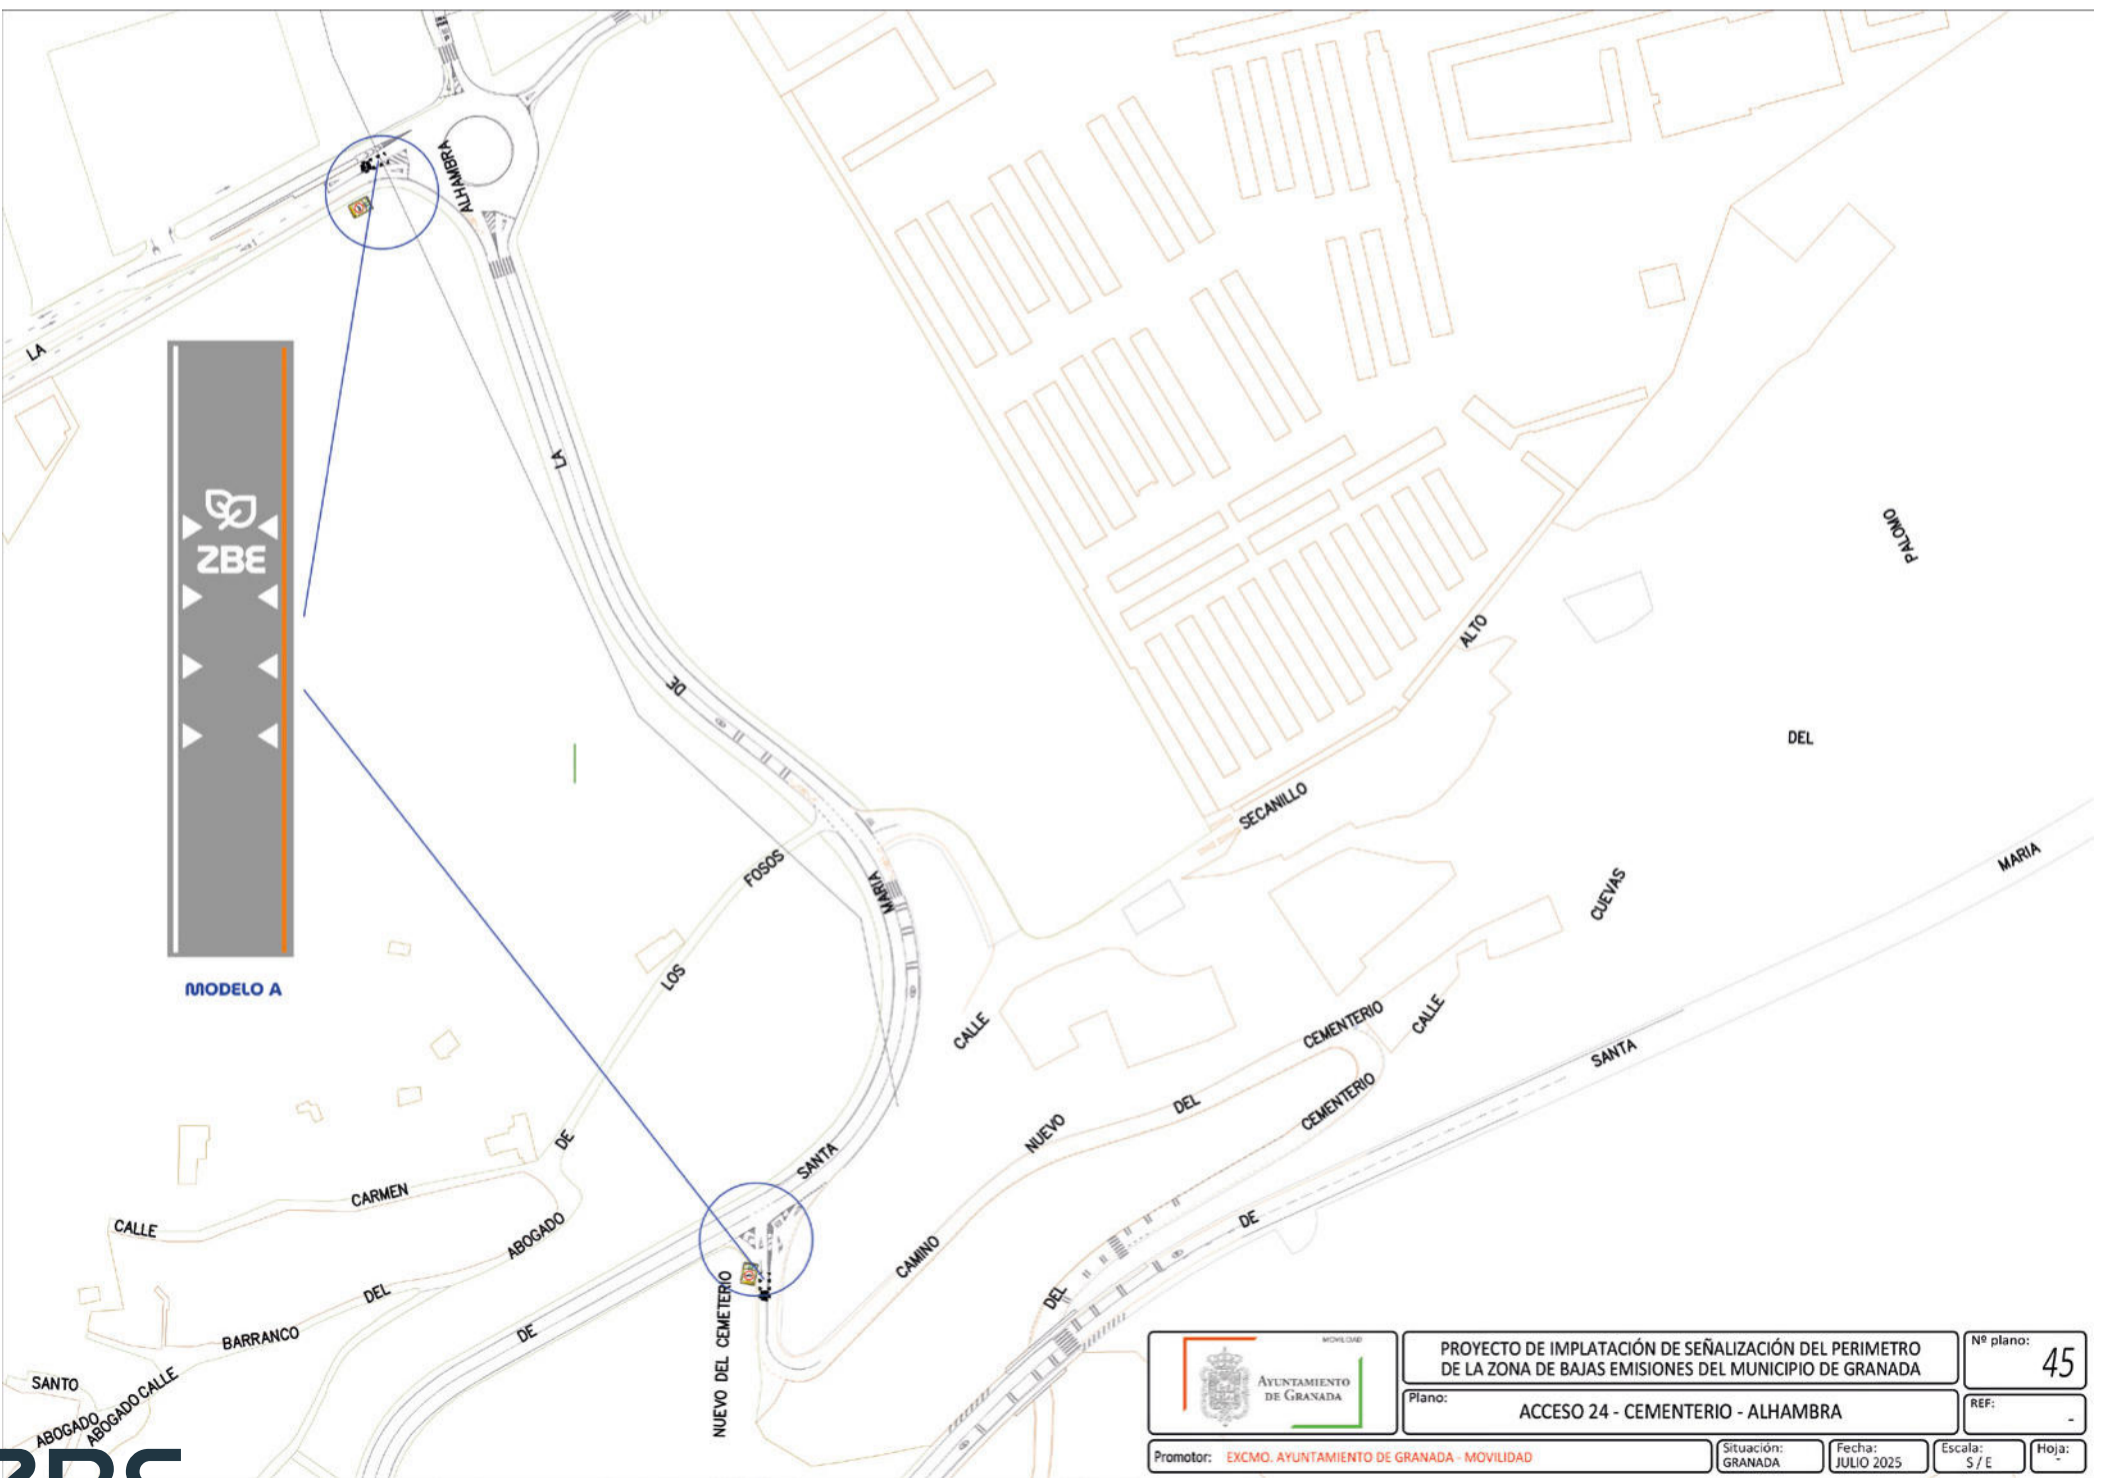 ALHAMBRA
LA
LA
ZBE
MODELO A
DE
PALOMO
ALTO
DEL
SECANILLO
FOSOS
MARIA
MARIA
CUEVAS
LOS
CALLE
CEMENTERIO
CALLE
SANTA
CEMENTERIO
DEL
NUEVO
DE
SANTA
CARMEN
CALLE
ABOGADO
DE
CAMINO
DEL
DEL
BARRANCO
DE
NUEVO DEL CEMETERIO
SANTO
CALLE
ABOGADO
ABOGADO
MOVILIDAD
AYUNTAMIENTO
DE GRANADA
PROYECTO DE IMPLATACIÓN DE SEÑALIZACIÓN DEL PERIMETRO
DE LA ZONA DE BAJAS EMISIONES DEL MUNICIPIO DE GRANADA
Nº plano:
45
Plano:
ACCESO 24 - CEMENTERIO - ALHAMBRA
REF:
-
Promotor: EXCMO. AYUNTAMIENTO DE GRANADA - MOVILIDAD
Situación:
GRANADA
Fecha:
JULIO 2025
Escala:
S / E
Hoja:
-